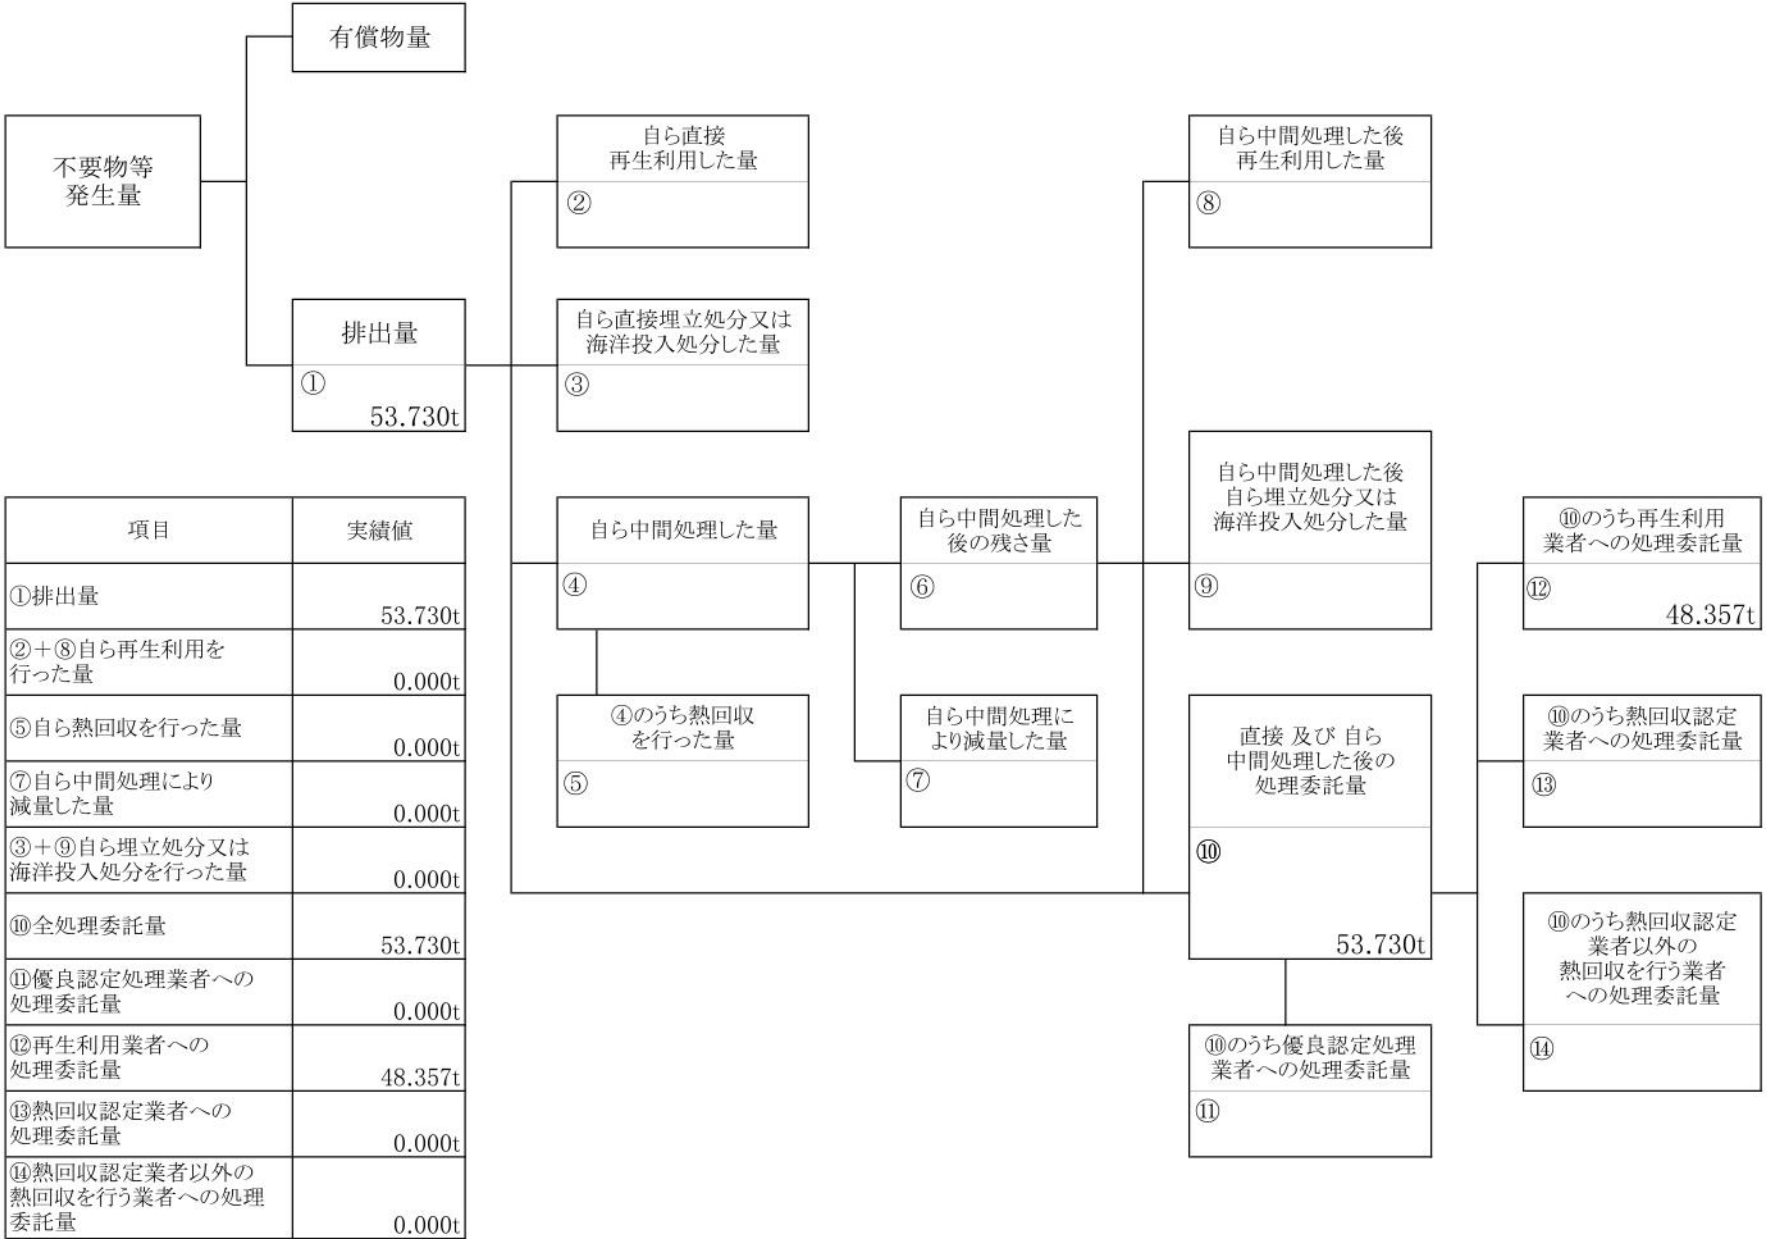 有償物量
不要物等
発生量
自ら直接
再生利用した量
②
自ら中間処理した後
再生利用した量
⑧
排出量
①
53.730t
自ら直接埋立処分又は
海洋投入処分した量
③
自ら中間処理した量
④
自ら中間処理した
後の残さ量
⑥
自ら中間処理した後
自ら埋立処分又は
海洋投入処分した量
⑨
⑩のうち再生利用
業者への処理委託量
⑫
48.357t
④のうち熱回収
を行った量
⑤
自ら中間処理に
より減量した量
⑦
直接 及び 自ら
中間処理した後の
処理委託量
⑩
53.730t
⑩のうち熱回収認定
業者への処理委託量
⑬
⑩のうち熱回収認定
業者以外の
熱回収を行う業者
への処理委託量
⑭
⑩のうち優良認定処理
業者への処理委託量
⑪
項目 実績値
①排出量
53.730t
②+⑧自ら再生利用を
行った量
0.000t
⑤自ら熱回収を行った量
0.000t
⑦自ら中間処理により
減量した量
0.000t
③+⑨自ら埋立処分又は
海洋投入処分を行った量
0.000t
⑩全処理委託量
53.730t
⑪優良認定処理業者への
処理委託量
0.000t
⑫再生利用業者への
処理委託量
48.357t
⑬熱回収認定業者への
処理委託量
0.000t
⑭熱回収認定業者以外の
熱回収を行う業者への処理
委託量
0.000t